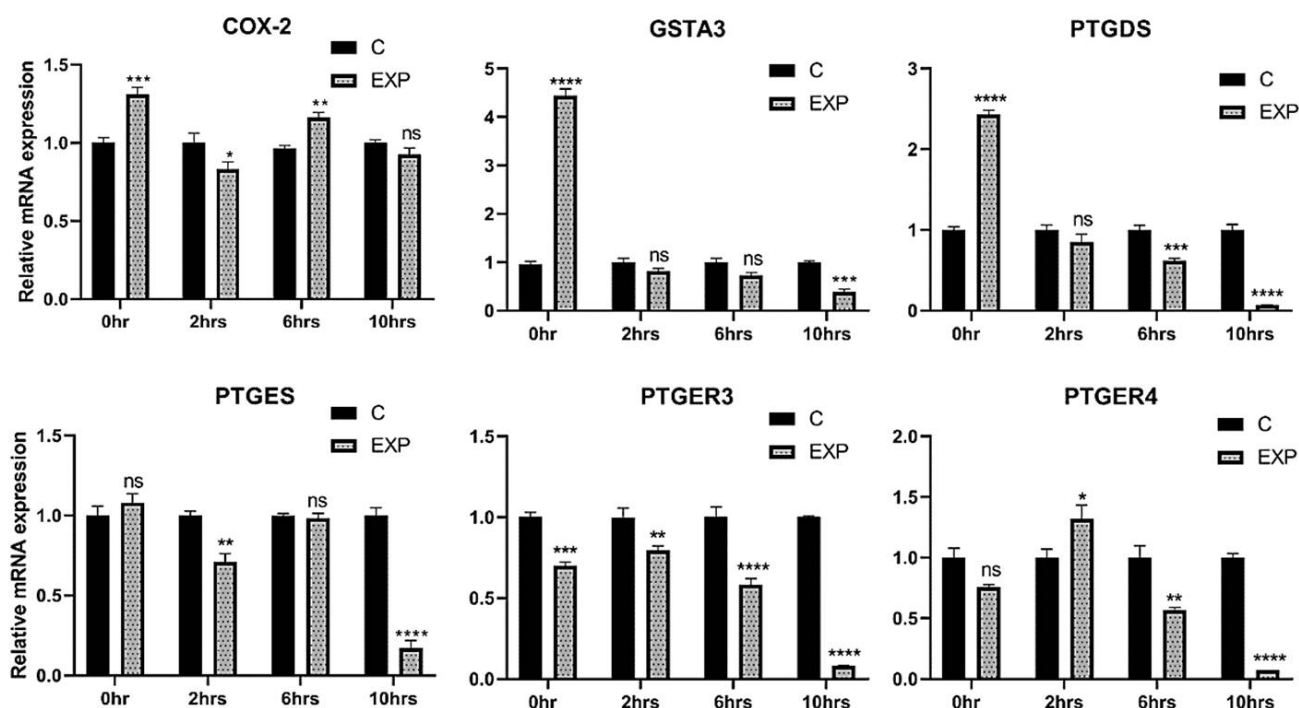 COX-2
C
EXP
Relative mRNA expression
1.5
1.0
0.5
0.0
***
*
**
ns
0hr 2hrs 6hrs 10hrs
GSTA3
C
EXP
5
4
3
2
1
0
****
ns
ns
***
0hr 2hrs 6hrs 10hrs
PTGDS
C
EXP
3
2
1
0
****
ns
***
****
0hr 2hrs 6hrs 10hrs
PTGES
C
EXP
Relative mRNA expression
1.5
1.0
0.5
0.0
ns
**
ns
****
0hr 2hrs 6hrs 10hrs
PTGER3
C
EXP
1.5
1.0
0.5
0.0
***
**
****
****
0hr 2hrs 6hrs 10hrs
PTGER4
C
EXP
2.0
1.5
1.0
0.5
0.0
ns
*
**
****
0hr 2hrs 6hrs 10hrs